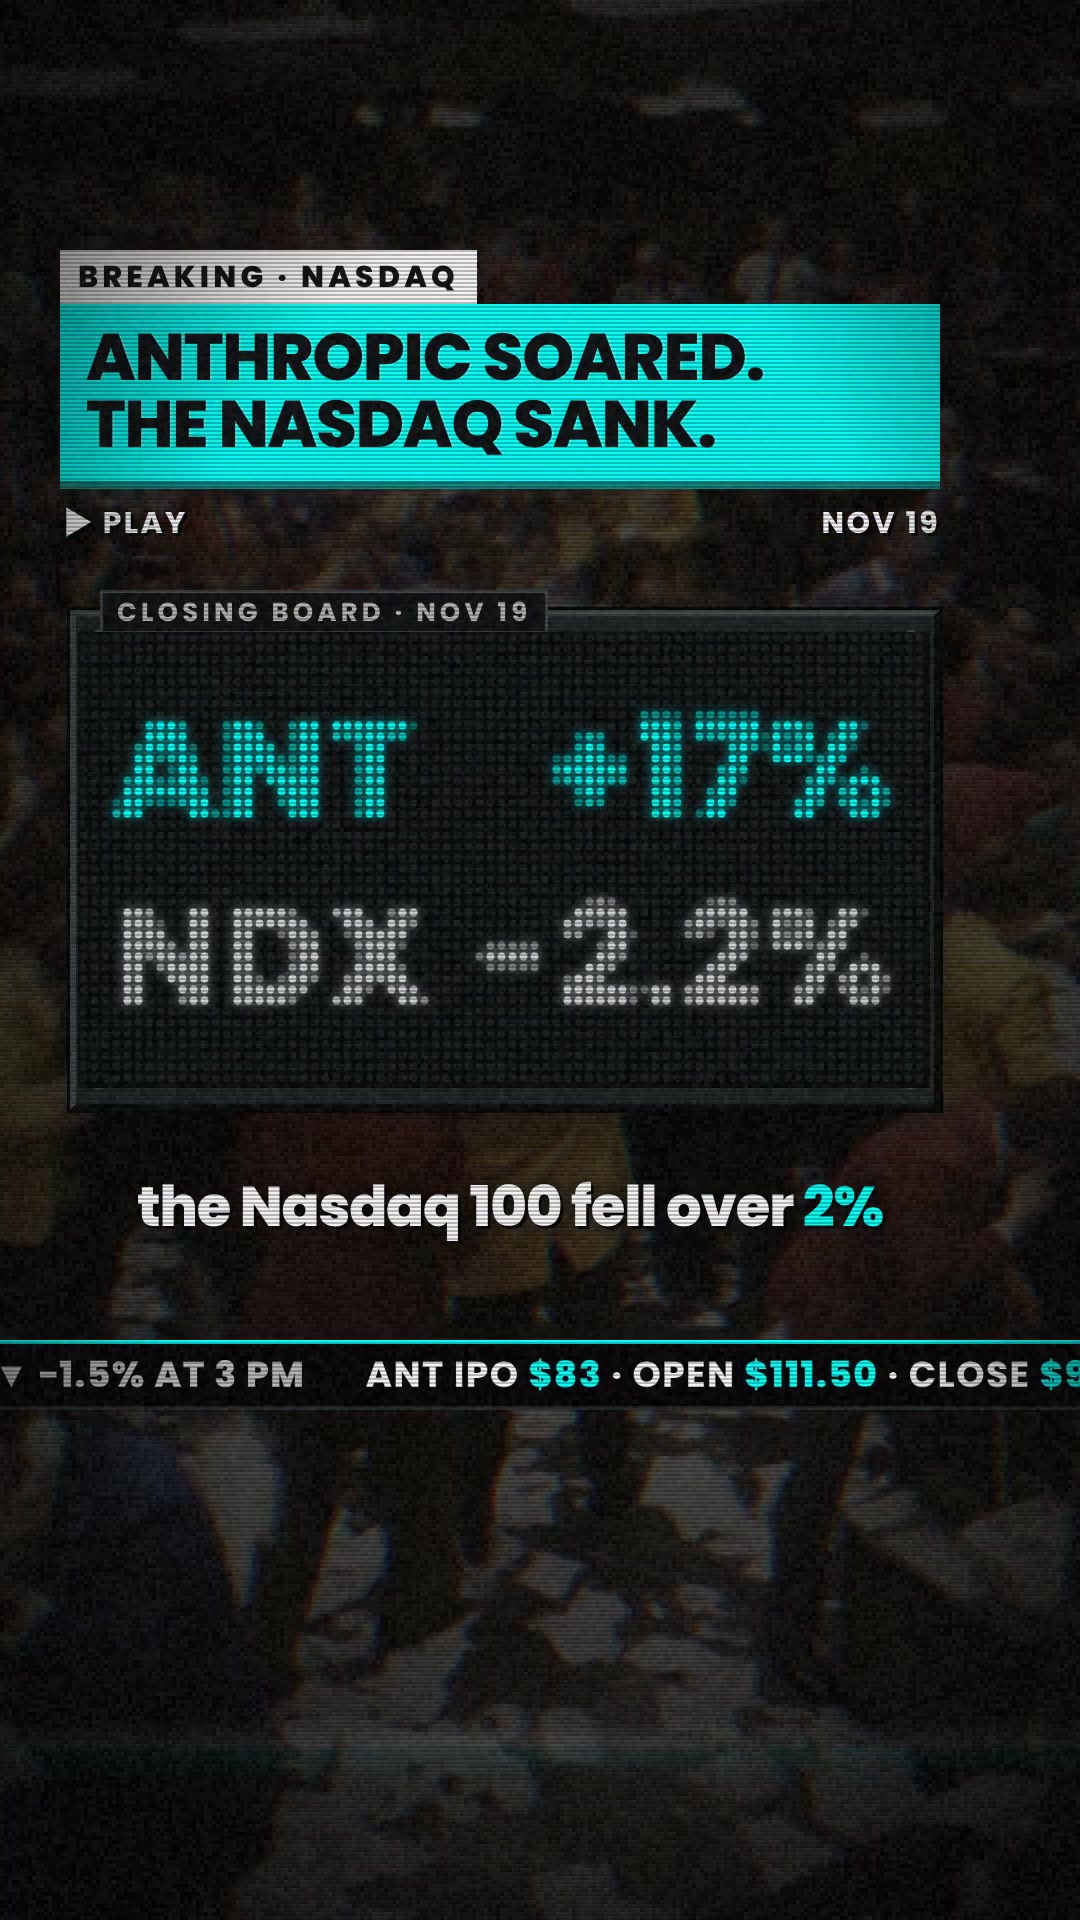 BREAKING · NASDAQ
ANTHROPIC SOARED.
THE NASDAQ SANK.
▶ PLAY
NOV 19
CLOSING BOARD · NOV 19
ANT +17%
NDX -2.2%
the Nasdaq 100 fell over 2%
▼ -1.5% AT 3 PM ANT IPO $83 · OPEN $111.50 · CLOSE